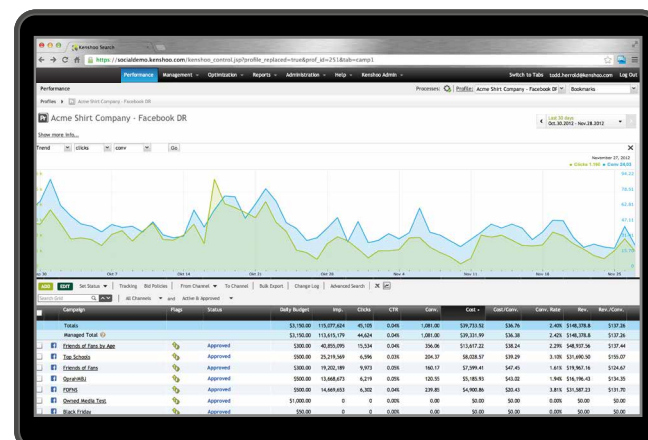 Kenshoo Search
https://socialdemo.kenshoo.com/kenshoo_control.jsp?profile_replaced=true&prof_id=251&tab=camp1
Performance Management Optimization Reports Administration Help Kenshoo Admin Switch to Tabs todd.herrold@kenshoo.com Log Out
Performance Processes: Profile: Acme Shirt Company - Facebook DR Bookmarks
Profiles Acme Shirt Company - Facebook DR
Pr Acme Shirt Company - Facebook DR
Last 30 days
Oct.30.2012 - Nov.28.2012
Show more info...
Trend clicks conv Go
November 27, 2012
Oct 7 Oct 14 Oct 21 Nov 4 Nov 11 Nov 18 Nov 25
ADD EDIT Set Status Tracking Bid Policies From Channel To Channel Bulk Export Change Log Advanced Search
Search Grid All Channels and Active & Approved
Campaign Flags Status Daily Budget Imp. Clicks CTR Conv. Cost Cost/Conv. Conv. Rate Rev. Rev./Conv.
Totals $3,150.00 115,077,624 45,105 0.04% 1,081.00 $39,733.52 $36.76 2.40% $148,378.8 $137.26
Managed Total $3,150.00 113,615,179 44,624 0.04% 1,081.00 $39,331.99 $36.38 2.42% $148,378.8 $137.26
Friends of Fans by Age Approved $300.00 40,855,095 15,534 0.04% 356.06 $13,617.22 $38.24 2.29% $48,937.56 $137.44
Top Schools Approved $500.00 25,219,569 6,596 0.03% 204.37 $8,028.57 $39.29 3.10% $31,690.50 $155.07
Friends of Fans Approved $300.00 19,202,189 9,973 0.05% 160.17 $7,599.41 $47.45 1.61% $19,967.16 $124.67
OprahABJ Approved $500.00 13,668,673 6,219 0.05% 120.55 $5,185.93 $43.02 1.94% $16,196.43 $134.35
FOFNS Approved $500.00 14,669,653 6,302 0.04% 239.85 $4,900.86 $20.43 3.81% $31,587.23 $131.70
Owned Media Test Approved $1,000.00 0 0 0.00% 0.00 $0.00 $0.00 0.00% $0.00 $0.00
Black Friday Approved $50.00 0 0 0.00% 0.00 $0.00 $0.00 0.00% $0.00 $0.00